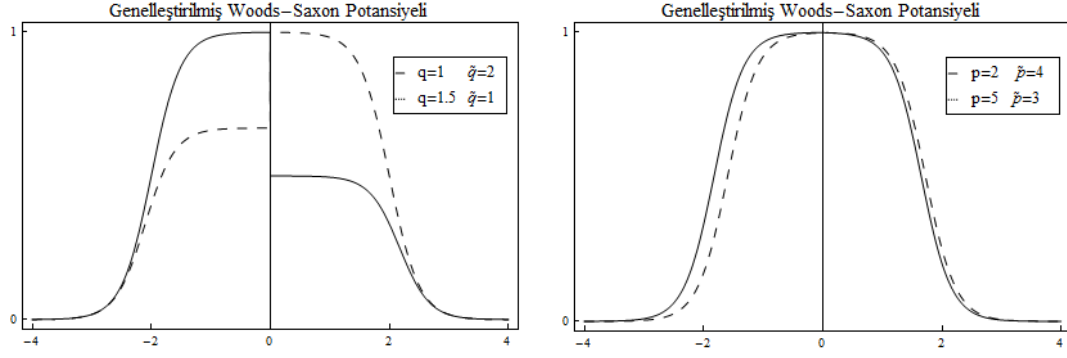 Genelleştirilmiş Woods−Saxon Potansiyeli
1
q=1 q̃=2
q=1.5 q̃=1
0
−4 −2 0 2 4
Genelleştirilmiş Woods−Saxon Potansiyeli
1
p=2 p̃=4
p=5 p̃=3
0
−4 −2 0 2 4